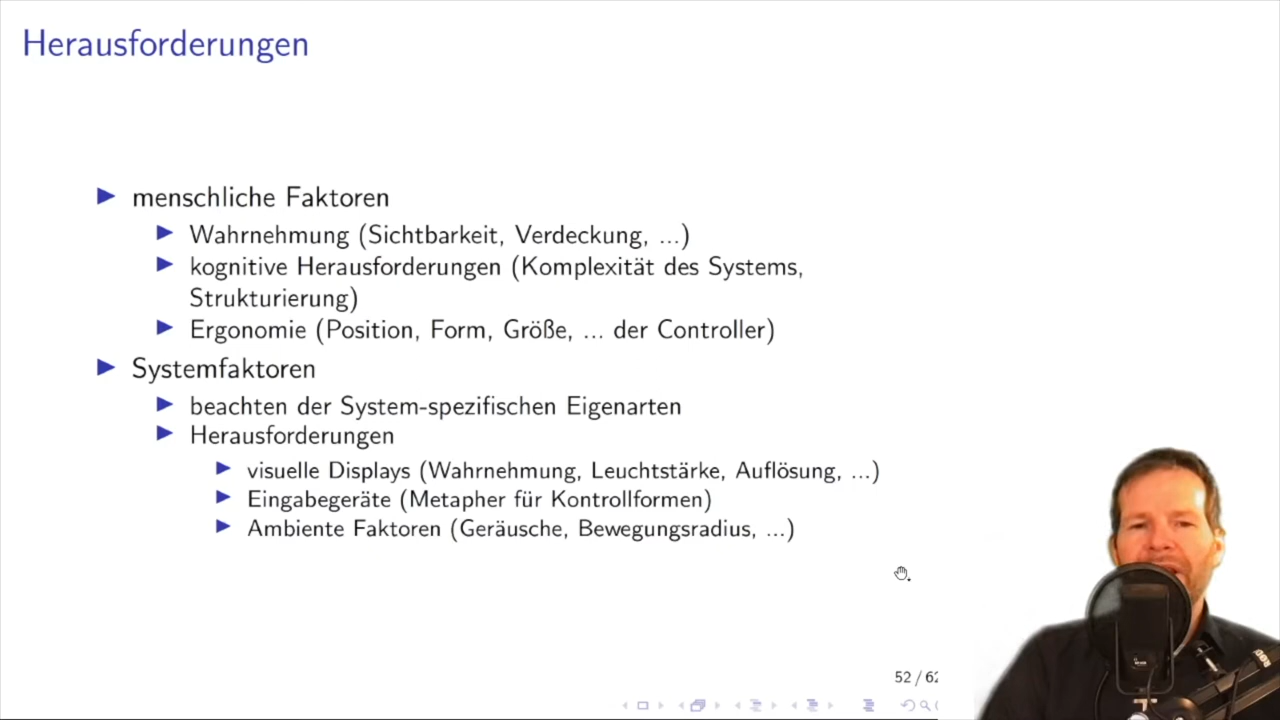 Herausforderungen
menschliche Faktoren
Wahrnehmung (Sichtbarkeit, Verdeckung, ...)
kognitive Herausforderungen (Komplexität des Systems,
Strukturierung)
Ergonomie (Position, Form, Größe, ... der Controller)
Systemfaktoren
beachten der System-spezifischen Eigenarten
Herausforderungen
visuelle Displays (Wahrnehmung, Leuchtstärke, Auflösung, ...)
Eingabegeräte (Metapher für Kontrollformen)
Ambiente Faktoren (Geräusche, Bewegungsradius, ...)
52 / 62